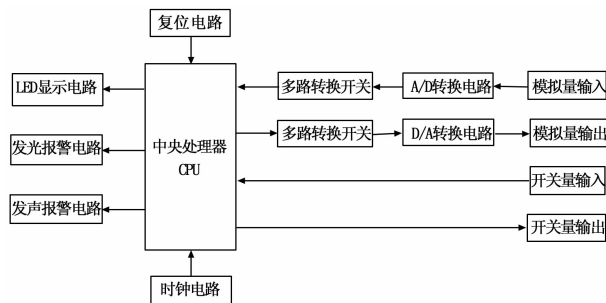 复位电路
LED显示电路
发光报警电路
发声报警电路
中央处理器
CPU
多路转换开关
A/D转换电路
模拟量输入
多路转换开关
D/A转换电路
模拟量输出
开关量输入
开关量输出
时钟电路